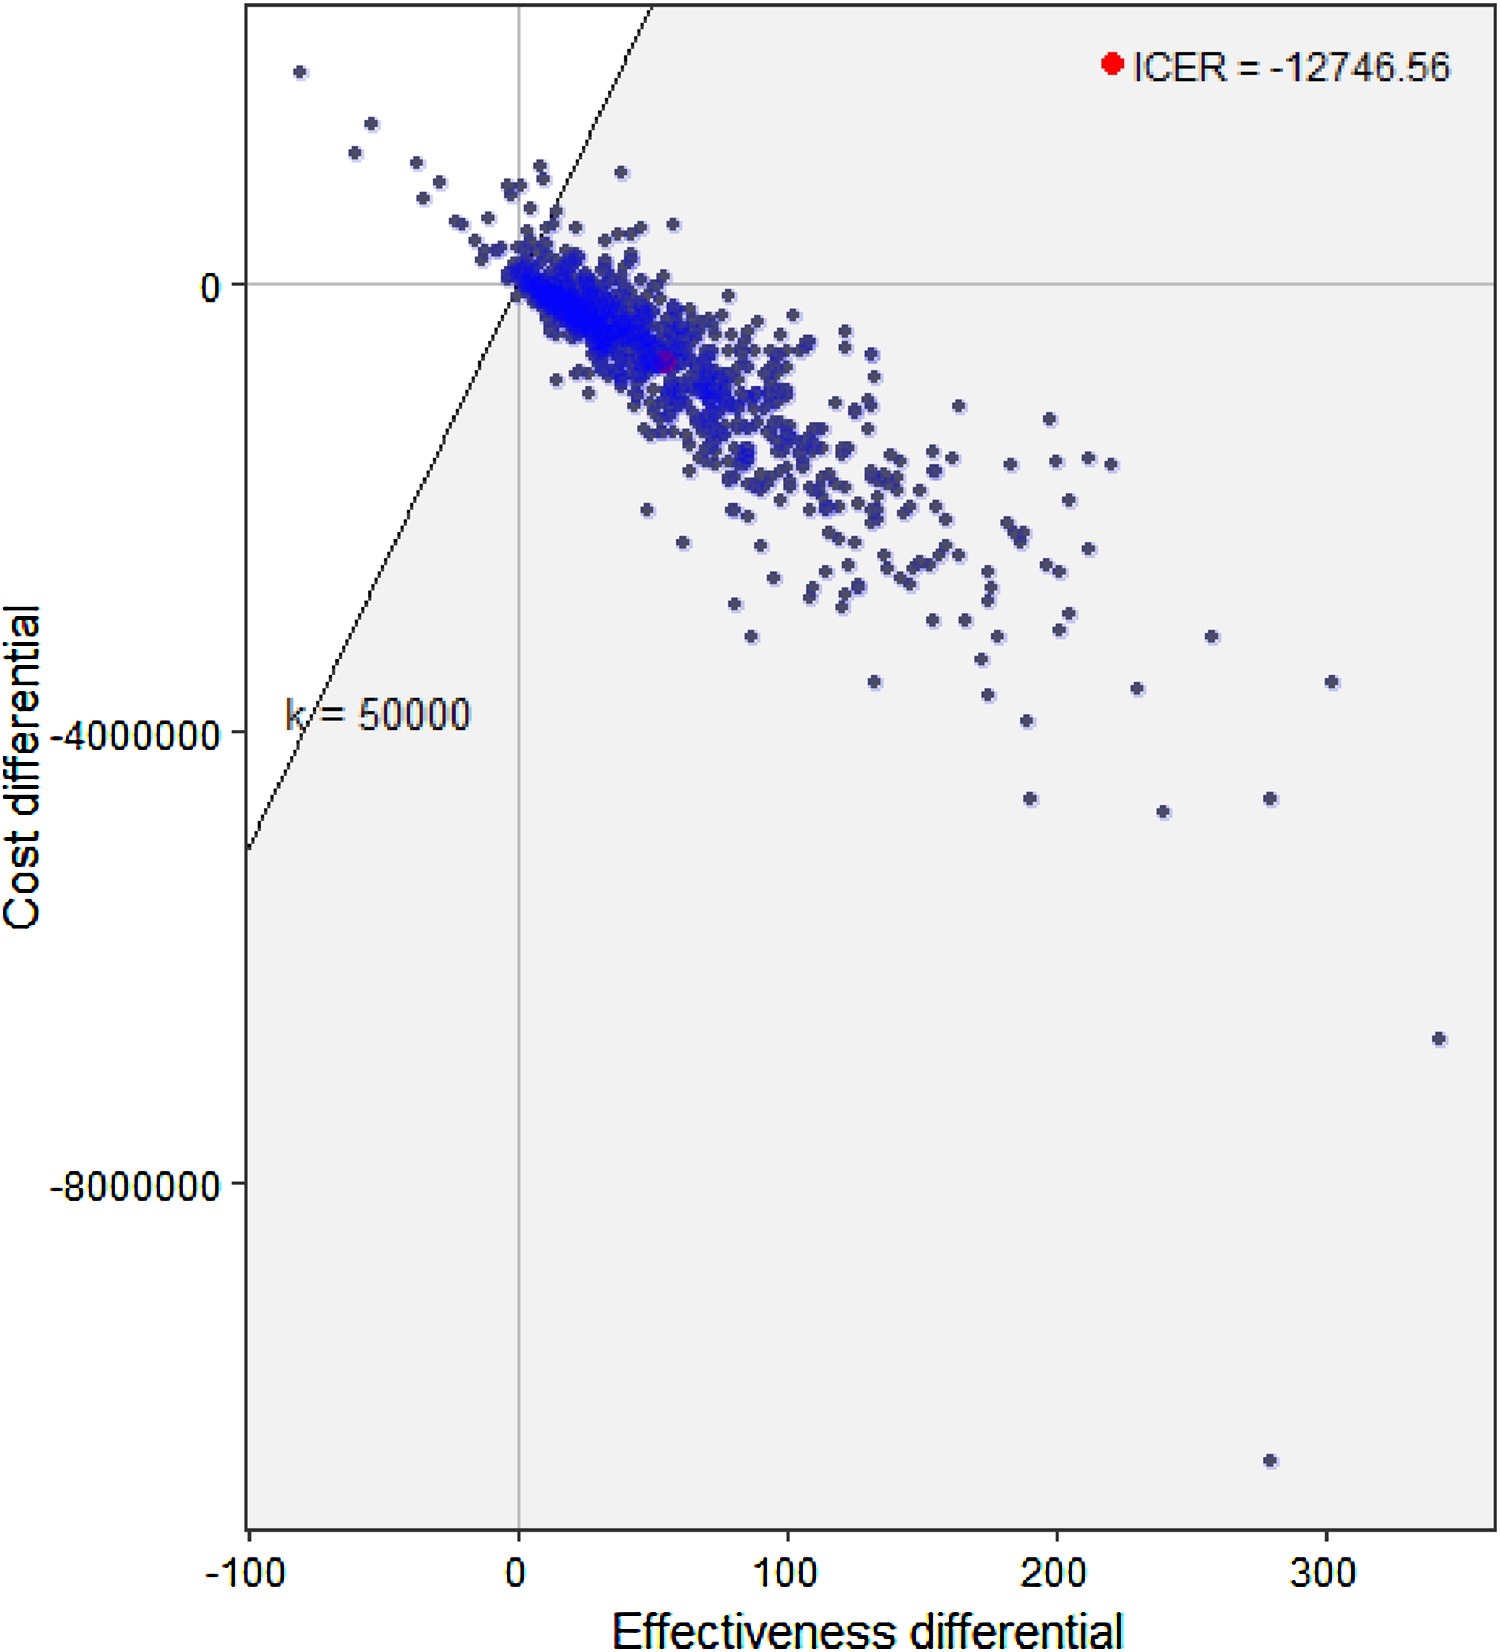 ICER = -12746.56
0
k = 50000
-4000000
-8000000
Cost differential
-100 0 100 200 300
Effectiveness differential